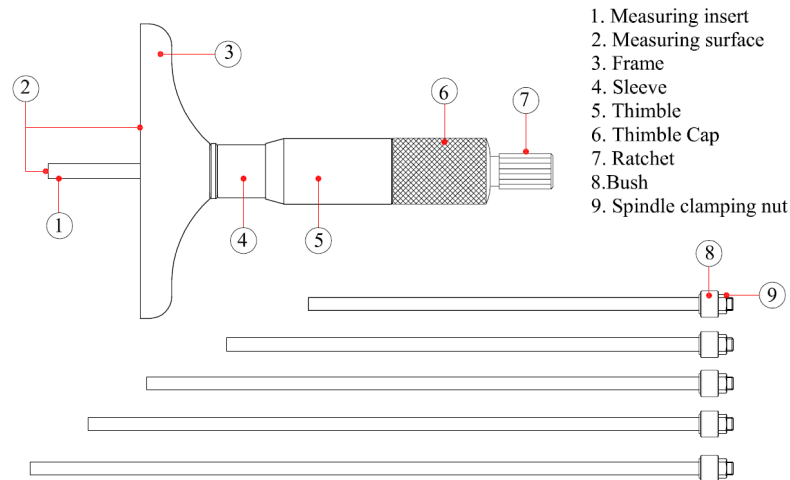 1. Measuring insert
2. Measuring surface
3. Frame
4. Sleeve
5. Thimble
6. Thimble Cap
7. Ratchet
8.Bush
9. Spindle clamping nut
3
2
6
7
1
4
5
8
9